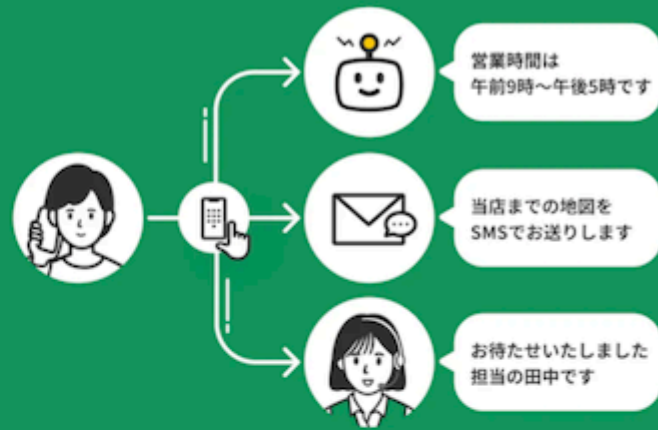 営業時間は
午前9時～午後5時です
当店までの地図を
SMSでお送りします
お待たせいたしました
担当の田中です